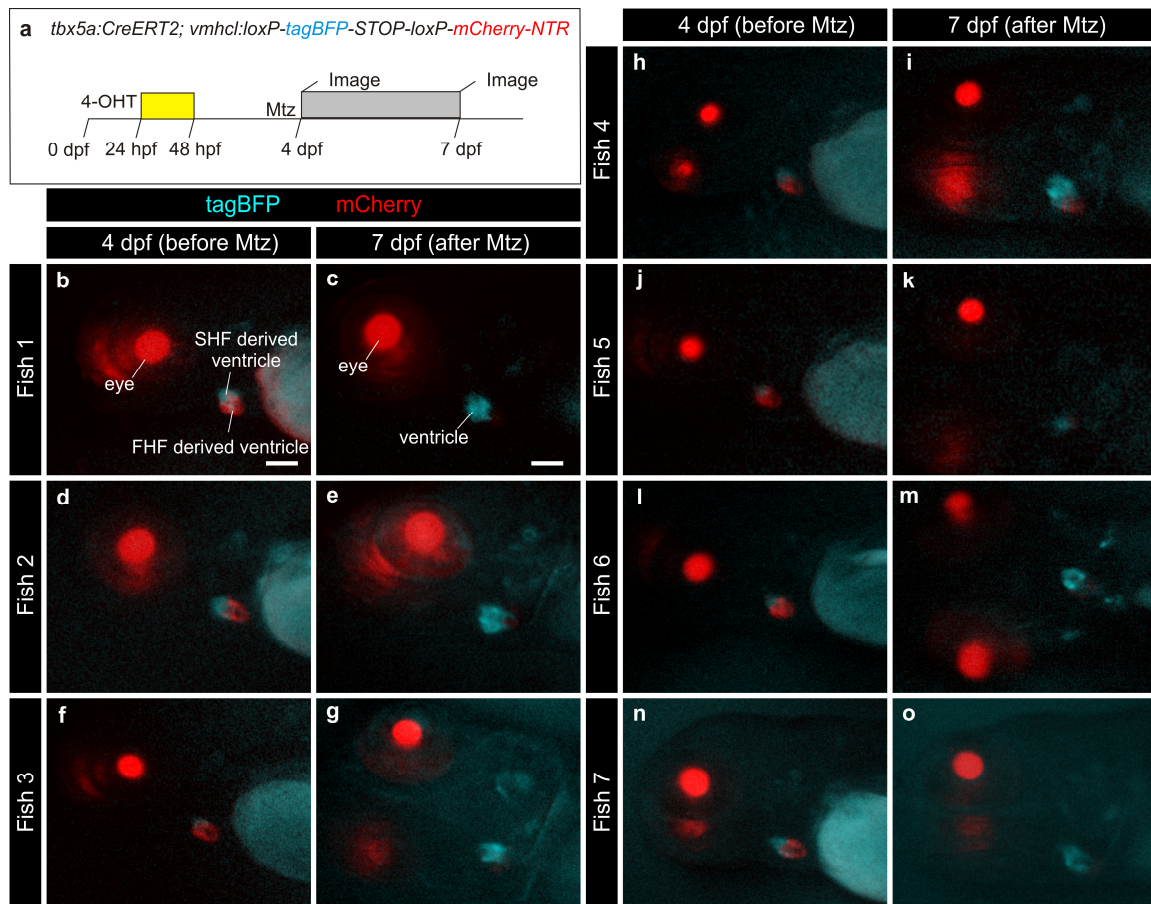 a tbx5a:CreERT2; vmhcl:loxP-tagBFP-STOP-loxP-mCherry-NTR
Image
Image
4-OHT
Mtz
0 dpf
24 hpf
48 hpf
4 dpf
7 dpf
tagBFP mCherry
4 dpf (before Mtz)
7 dpf (after Mtz)
Fish 1
b
eye
SHF derived
ventricle
FHF derived ventricle
c
eye
ventricle
Fish 2
d
e
Fish 3
f
g
4 dpf (before Mtz)
7 dpf (after Mtz)
Fish 4
h
i
Fish 5
j
k
Fish 6
l
m
Fish 7
n
o